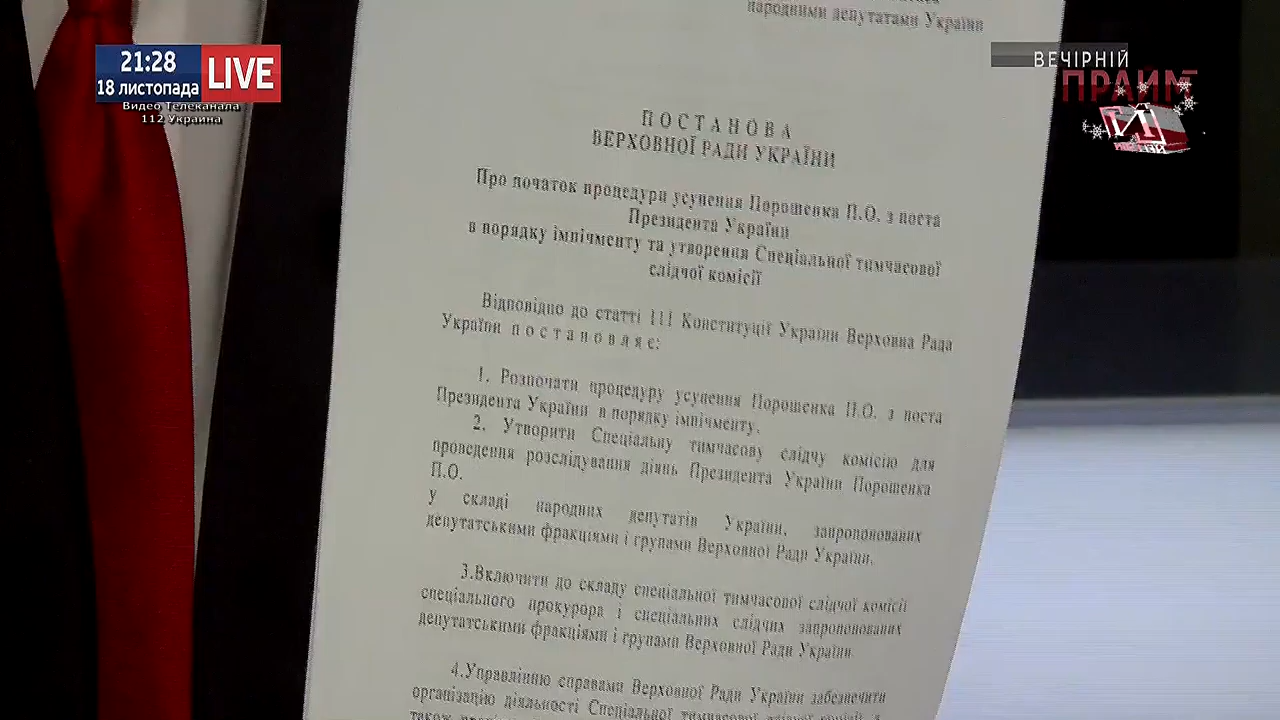 21:28
18 листопада
LIVE
Видео Телеканала
112 Украина
ВЕЧІРНІЙ
ПРАЙМ
народними депутатами України
П О С Т А Н О В А
ВЕРХОВНОЇ РАДИ УКРАЇНИ
Про початок процедури усунення Порошенка П.О. з поста
Президента України
в порядку імпічменту та утворення Спеціальної тимчасової
слідчої комісії
Відповідно до статті 111 Конституції України Верховна Рада
України п о с т а н о в л я є:
1. Розпочати процедуру усунення Порошенка П.О. з поста
Президента України в порядку імпічменту.
2. Утворити Спеціальну тимчасову слідчу комісію для
проведення розслідування діянь Президента України Порошенка
П.О.
у складі народних депутатів України, запропонованих
депутатськими фракціями і групами Верховної Ради України.
3.Включити до складу спеціальної тимчасової слідчої комісії
спеціального прокурора і спеціальних слідчих запропонованих
депутатськими фракціями і групами Верховної Ради України.
4.Управлінню справами Верховної Ради України забезпечити
організацію діяльності Спеціальної тимчасової слідчої комісії, а
також